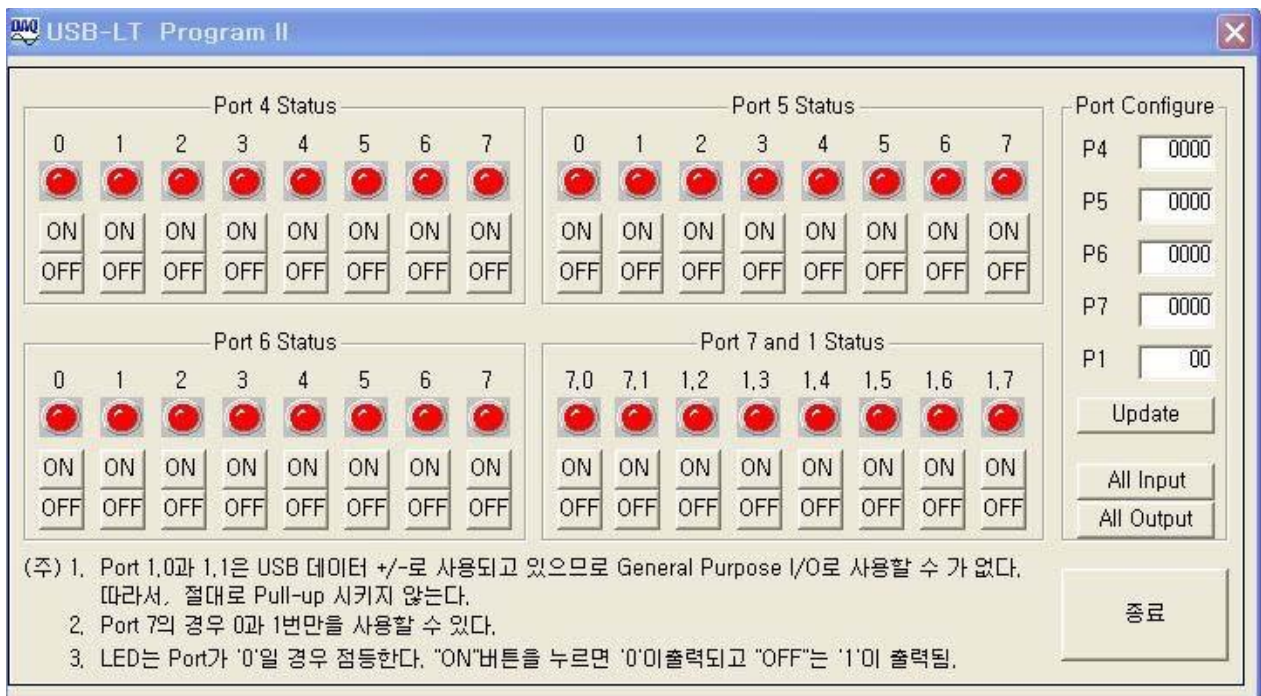 DAQ USB-LT Program II
Port 4 Status
0 1 2 3 4 5 6 7
ON ON ON ON ON ON ON ON
OFF OFF OFF OFF OFF OFF OFF OFF
Port 5 Status
0 1 2 3 4 5 6 7
ON ON ON ON ON ON ON ON
OFF OFF OFF OFF OFF OFF OFF OFF
Port 6 Status
0 1 2 3 4 5 6 7
ON ON ON ON ON ON ON ON
OFF OFF OFF OFF OFF OFF OFF OFF
Port 7 and 1 Status
7,0 7,1 1,2 1,3 1,4 1,5 1,6 1,7
ON ON ON ON ON ON ON ON
OFF OFF OFF OFF OFF OFF OFF OFF
Port Configure
P4 0000
P5 0000
P6 0000
P7 0000
P1 00
Update
All Input
All Output
(주) 1. Port 1.0과 1.1은 USB 데이터 +/-로 사용되고 있으므로 General Purpose I/O로 사용할 수 가 없다.
따라서, 절대로 Pull-up 시키지 않는다.
2. Port 7의 경우 0과 1번만을 사용할 수 있다.
3. LED는 Port가 '0'일 경우 점등한다. "ON"버튼을 누르면 '0'이출력되고 "OFF"는 '1'이 출력됨.
종료